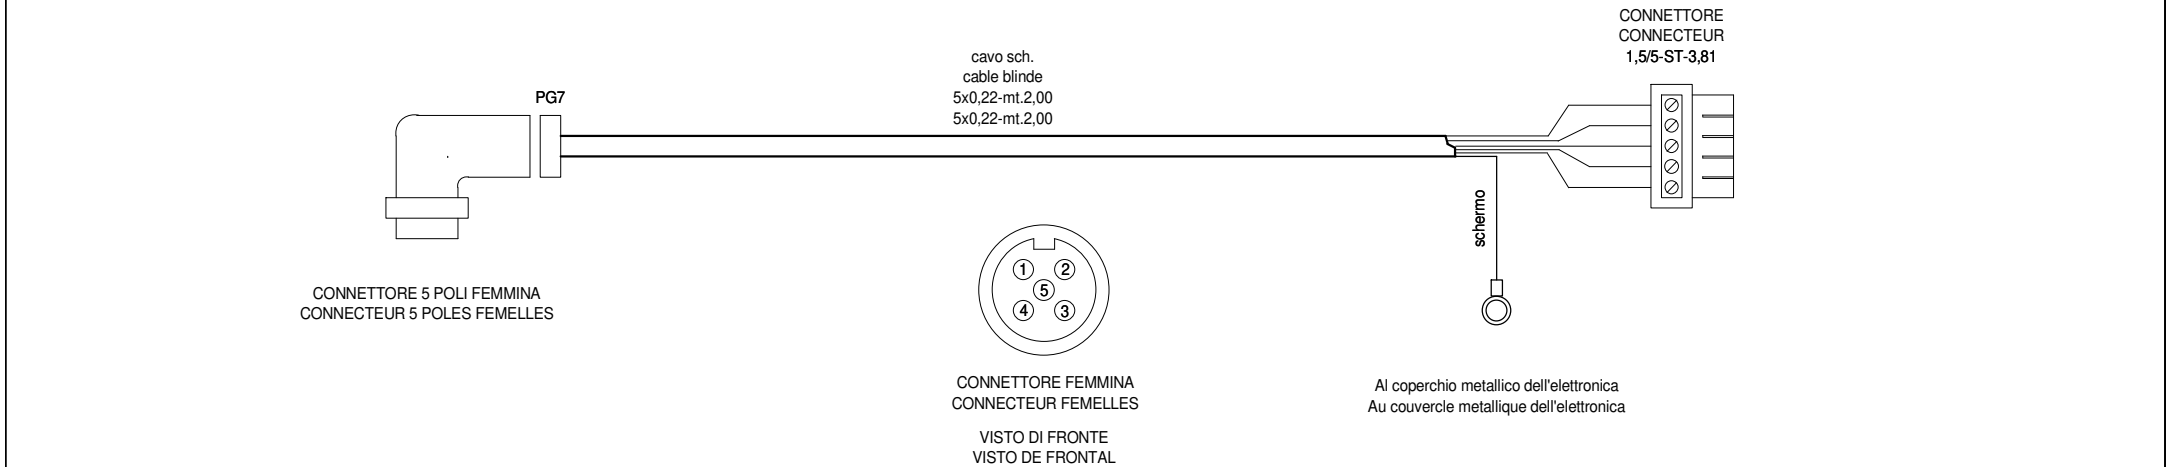 CONNETTORE
CONNECTEUR
1,5/5-ST-3,81
cavo sch.
cable blinde
5x0,22-mt.2,00
5x0,22-mt.2,00
PG7
schermo
CONNETTORE 5 POLI FEMMINA
CONNECTEUR 5 POLES FEMELLES
1 2
5
4 3
CONNETTORE FEMMINA
CONNECTEUR FEMELLES
VISTO DI FRONTE
VISTO DE FRONTAL
Al coperchio metallico dell'elettronica
Au couvercle metallique dell'elettronica